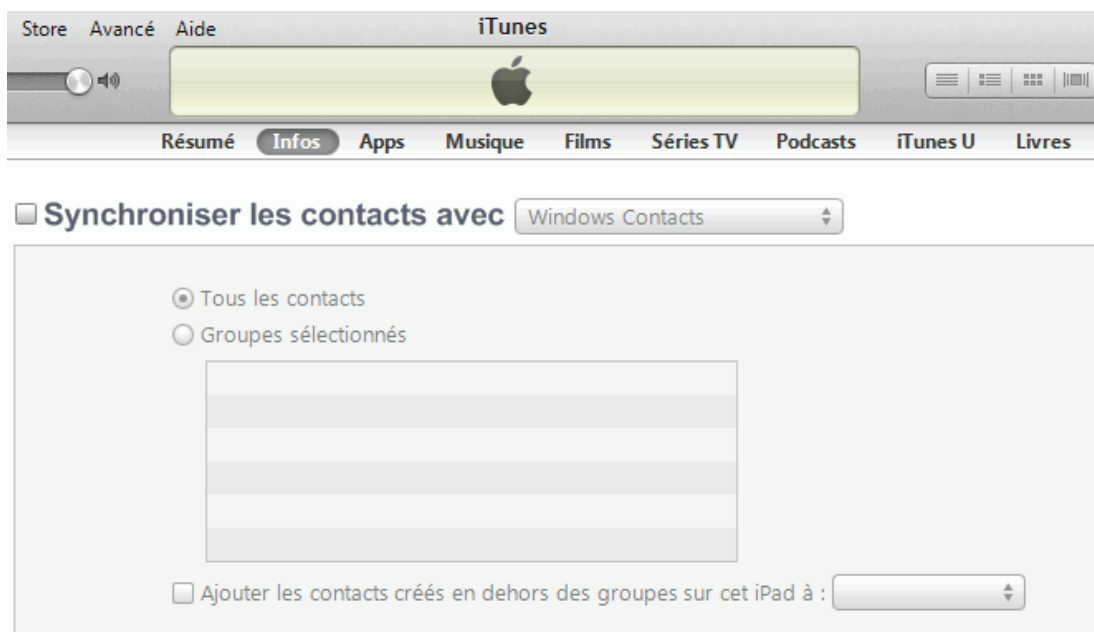 iTunes
Store Avancé Aide
Résumé Infos Apps Musique Films Séries TV Podcasts iTunes U Livres
Synchroniser les contacts avec Windows Contacts
Tous les contacts
Groupes sélectionnés
Ajouter les contacts créés en dehors des groupes sur cet iPad à :